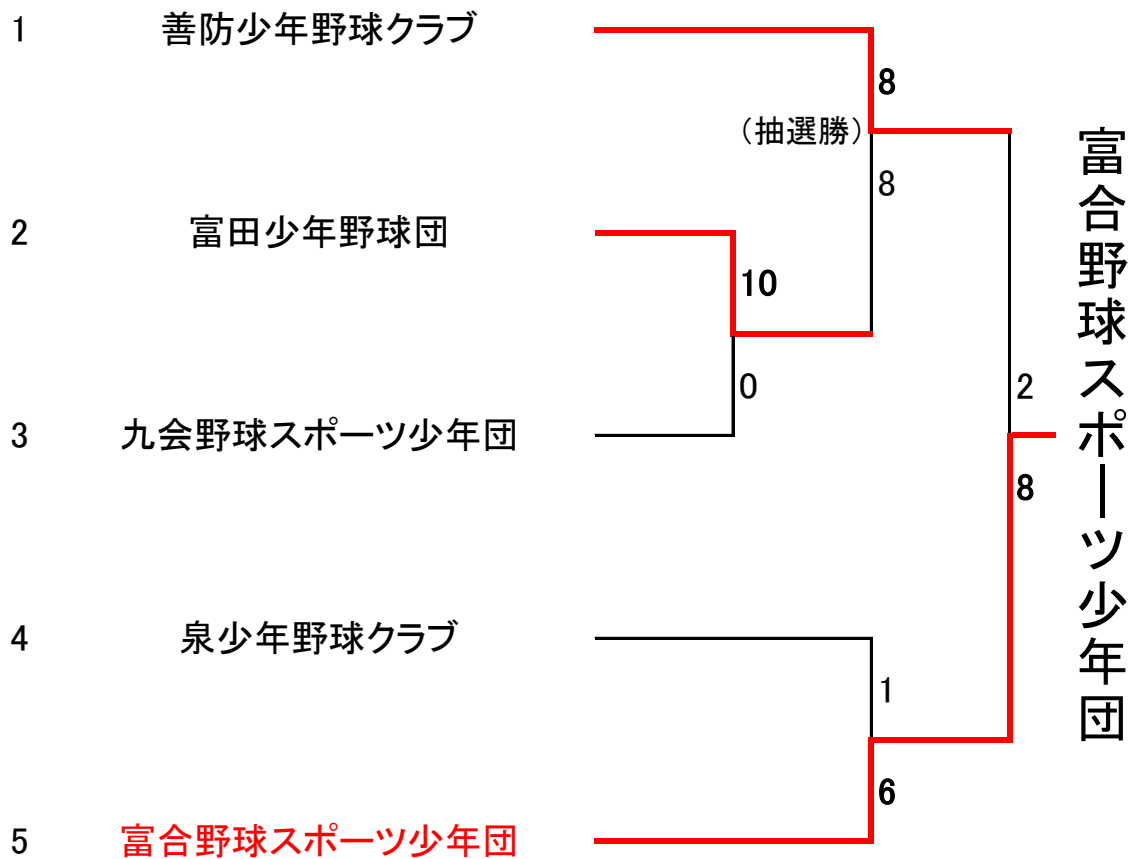 1 善防少年野球クラブ
8
（抽選勝）
8
2 富田少年野球団
10
0
3 九会野球スポーツ少年団
2
8
4 泉少年野球クラブ
1
6
5 富合野球スポーツ少年団
富合野球スポーツ少年団